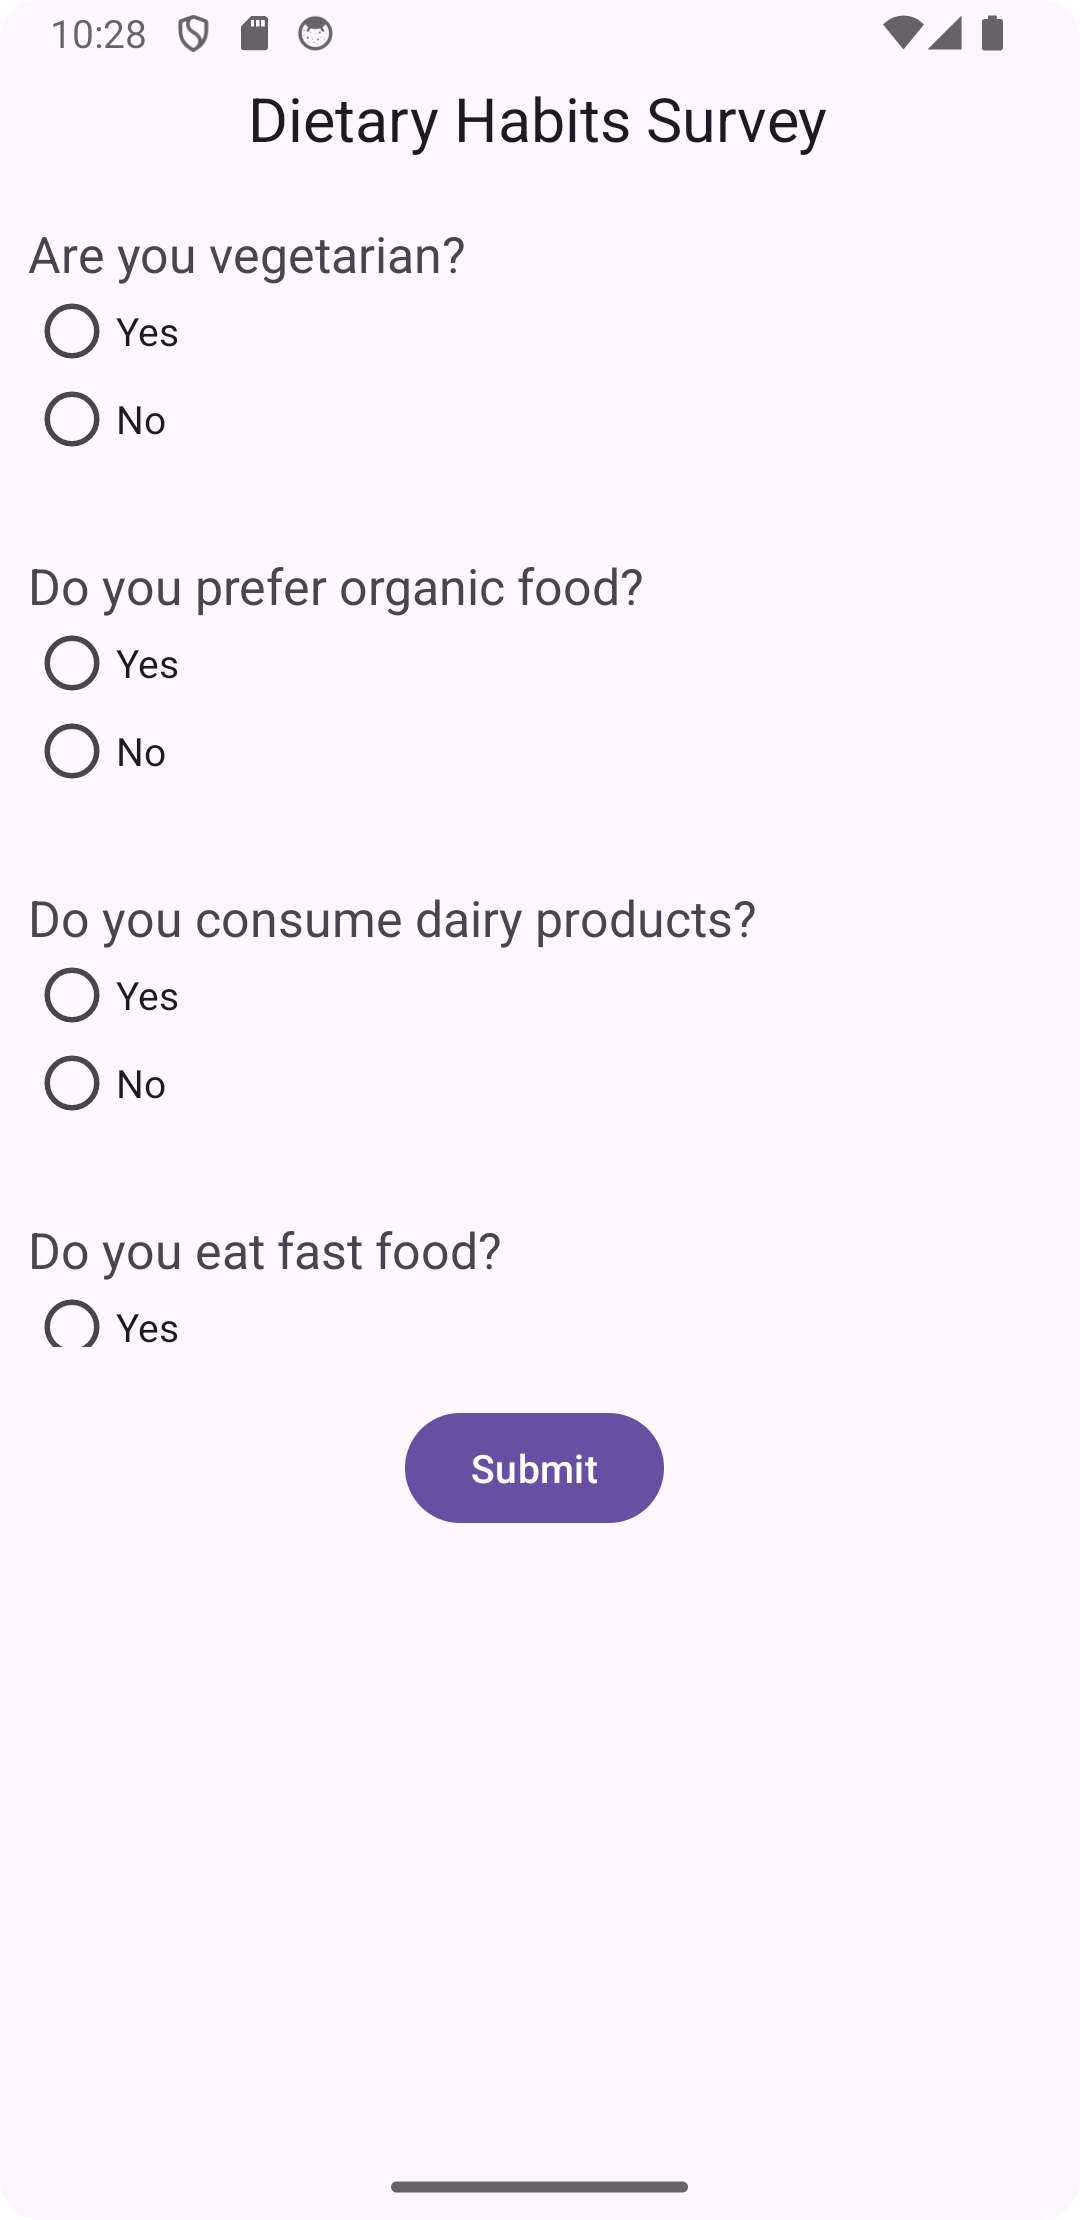 10:28
Dietary Habits Survey
Are you vegetarian?
Yes
No
Do you prefer organic food?
Yes
No
Do you consume dairy products?
Yes
No
Do you eat fast food?
Yes
Submit